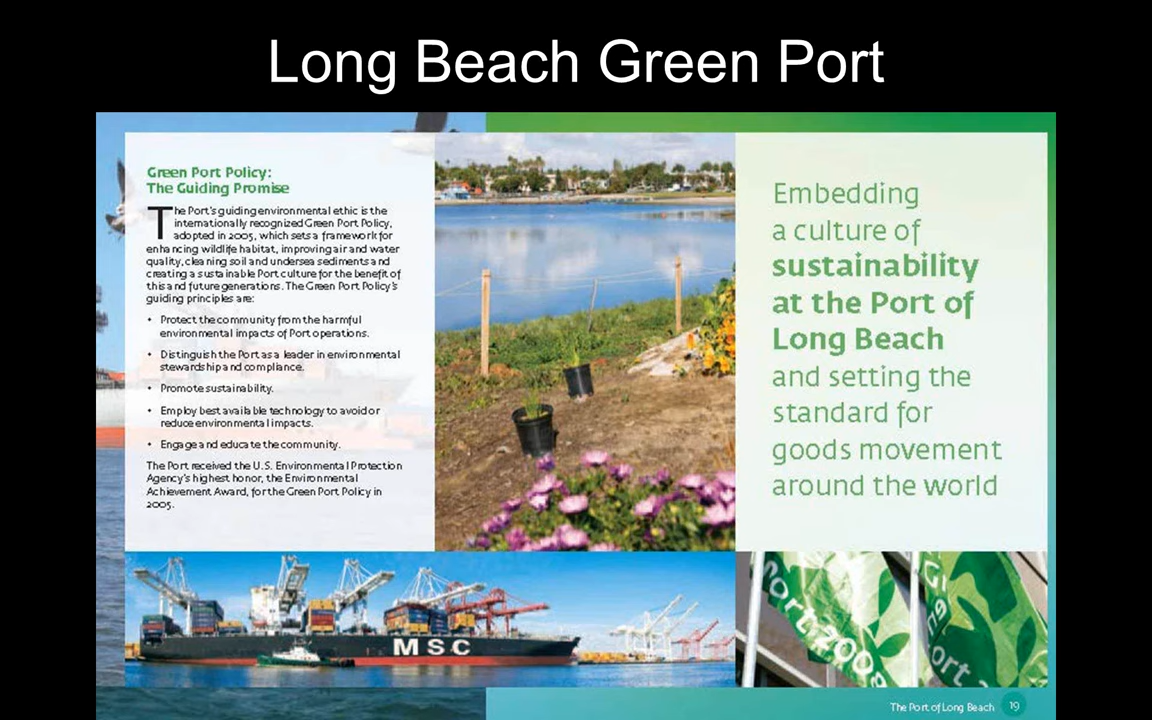 Long Beach Green Port
Green Port Policy:
The Guiding Promise
The Port's guiding environmental ethic is the
internationally recognized Green Port Policy,
adopted in 2005, which sets a framework for
enhancing wildlife habitat, improving air and water
quality, cleaning soil and undersea sediments and
creating a sustainable Port culture for the benefit of
this and future generations. The Green Port Policy's
guiding principles are:
• Protect the community from the harmful
environmental impacts of Port operations.
• Distinguish the Port as a leader in environmental
stewardship and compliance.
• Promote sustainability.
• Employ best available technology to avoid or
reduce environmental impacts.
• Engage and educate the community.
The Port received the U.S. Environmental Protection
Agency's highest honor, the Environmental
Achievement Award, for the Green Port Policy in
2005.
Embedding
a culture of
sustainability
at the Port of
Long Beach
and setting the
standard for
goods movement
around the world
MSC
The Port of Long Beach 19